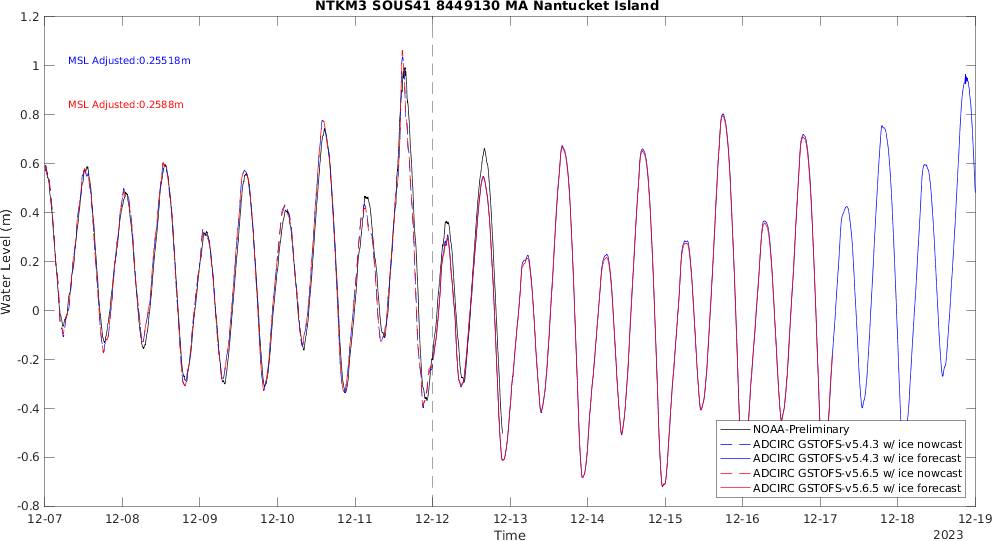 NTKM3 SOUS41 8449130 MA Nantucket Island
1.2
1
0.8
0.6
0.4
0.2
0
-0.2
-0.4
-0.6
-0.8
Water Level (m)
MSL Adjusted:0.25518m
MSL Adjusted:0.2588m
NOAA-Preliminary
ADCIRC GSTOFS-v5.4.3 w/ ice nowcast
ADCIRC GSTOFS-v5.4.3 w/ ice forecast
ADCIRC GSTOFS-v5.6.5 w/ ice nowcast
ADCIRC GSTOFS-v5.6.5 w/ ice forecast
12-07 12-08 12-09 12-10 12-11 12-12 12-13 12-14 12-15 12-16 12-17 12-18 12-19
Time
2023